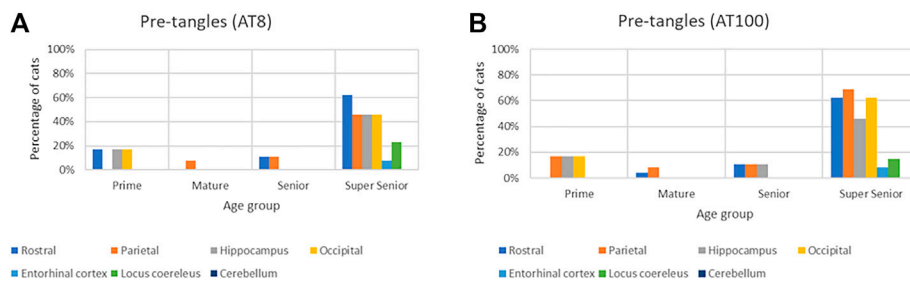 A
Pre-tangles (AT8)
Percentage of cats
100%
80%
60%
40%
20%
0%
Prime Mature Senior Super Senior
Age group
Rostral Parietal Hippocampus Occipital
Entorhinal cortex Locus coereleus Cerebellum
B
Pre-tangles (AT100)
Percentage of cats
100%
80%
60%
40%
20%
0%
Prime Mature Senior Super Senior
Age group
Rostral Parietal Hippocampus Occipital
Entorhinal cortex Locus coereleus Cerebellum